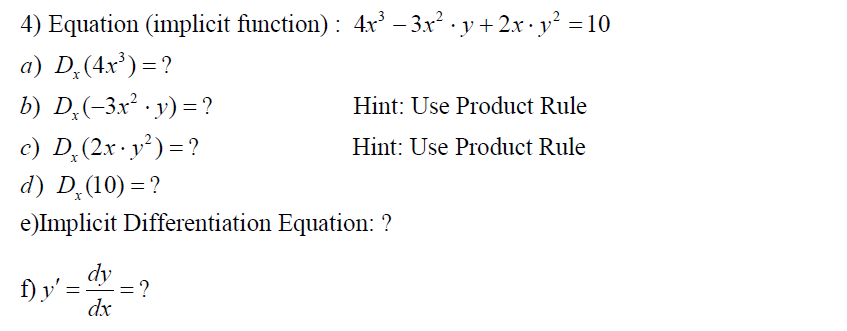 4) Equation (implicit function) : 4x³ – 3x² · y + 2x · y² = 10
a) Dₓ(4x³) = ?
b) Dₓ(–3x² · y) = ? Hint: Use Product Rule
c) Dₓ(2x · y²) = ? Hint: Use Product Rule
d) Dₓ(10) = ?
e)Implicit Differentiation Equation: ?
f) y′ = dy/dx = ?